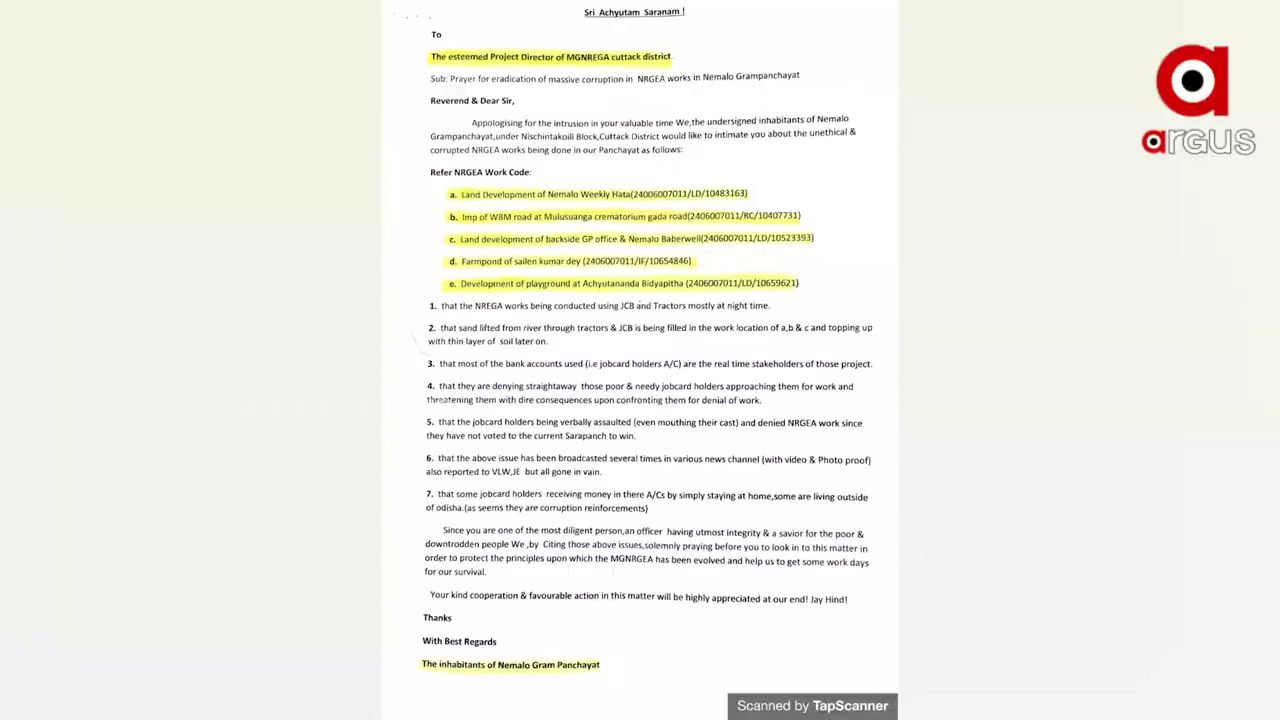 Sri Achyutam Saranam !
To
The esteemed Project Director of MGNREGA cuttack district.
Sub: Prayer for eradication of massive corruption in NRGEA works in Nemalo Grampanchayat
Reverend & Dear Sir,
Appologising for the intrusion in your valuable time We,the undersigned inhabitants of Nemalo
Grampanchayat,under Nischintakoili Block,Cuttack District would like to intimate you about the unethical &
corrupted NRGEA works being done in our Panchayat as follows:
Refer NRGEA Work Code:
a. Land Development of Nemalo Weekly Hata(24006007011/LD/10483163)
b. Imp of WBM road at Mulusuanga crematorium gada road(2406007011/RC/10407731)
c. Land development of backside GP office & Nemalo Baberwell(2406007011/LD/10523393)
d. Farmpond of sailen kumar dey (2406007011/IF/10654846)
e. Development of playground at Achyutananda Bidyapitha (2406007011/LD/10659621)
1. that the NREGA works being conducted using JCB and Tractors mostly at night time.
2. that sand lifted from river through tractors & JCB is being filled in the work location of a,b & c and topping up
with thin layer of soil later on.
3. that most of the bank accounts used (i.e jobcard holders A/C) are the real time stakeholders of those project.
4. that they are denying straightaway those poor & needy jobcard holders approaching them for work and
threatening them with dire consequences upon confronting them for denial of work.
5. that the jobcard holders being verbally assaulted (even mouthing their cast) and denied NRGEA work since
they have not voted to the current Sarapanch to win.
6. that the above issue has been broadcasted several times in various news channel (with video & Photo proof)
also reported to VLW,JE but all gone in vain.
7. that some jobcard holders receiving money in there A/Cs by simply staying at home,some are living outside
of odisha.(as seems they are corruption reinforcements)
Since you are one of the most diligent person,an officer having utmost integrity & a savior for the poor &
downtrodden people We ,by Citing those above issues,solemnly praying before you to look in to this matter in
order to protect the principles upon which the MGNRGEA has been evolved and help us to get some work days
for our survival.
Your kind cooperation & favourable action in this matter will be highly appreciated at our end! Jay Hind!
Thanks
With Best Regards
The inhabitants of Nemalo Gram Panchayat
Scanned by TapScanner
argus